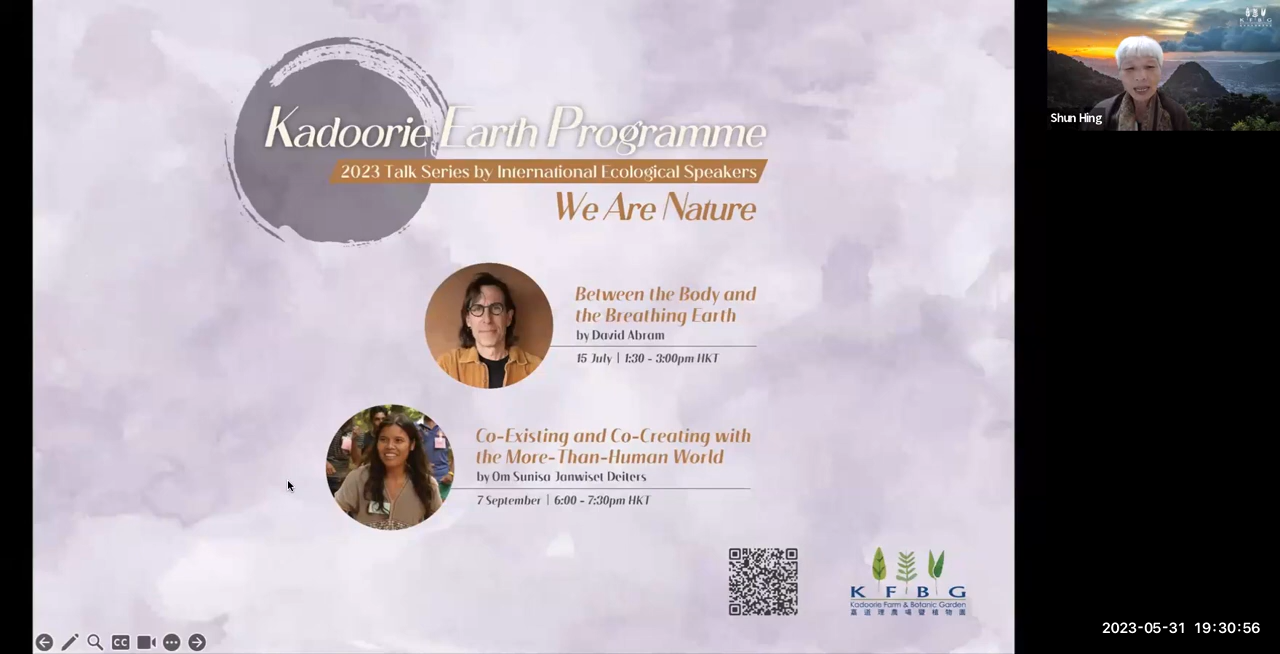 Kadoorie Earth Programme
2023 Talk Series by International Ecological Speakers
We Are Nature
Between the Body and
the Breathing Earth
by David Abram
15 July | 1:30 - 3:00pm HKT
Co-Existing and Co-Creating with
the More-Than-Human World
by Om Sunisa Janwiset Deiters
7 September | 6:00 - 7:30pm HKT
K F B G
Kadoorie Farm & Botanic Garden
嘉道理農場暨植物園
CC
KFBG
Shun Hing
2023-05-31 19:30:56